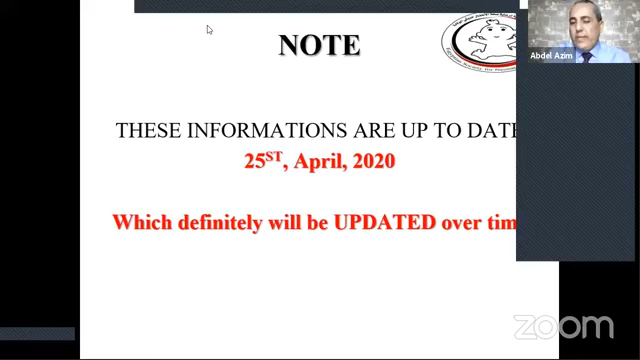 NOTE
Abdel Azim
THESE INFORMATIONS ARE UP TO DATE
25ST, April, 2020
Which definitely will be UPDATED over tim
zoom